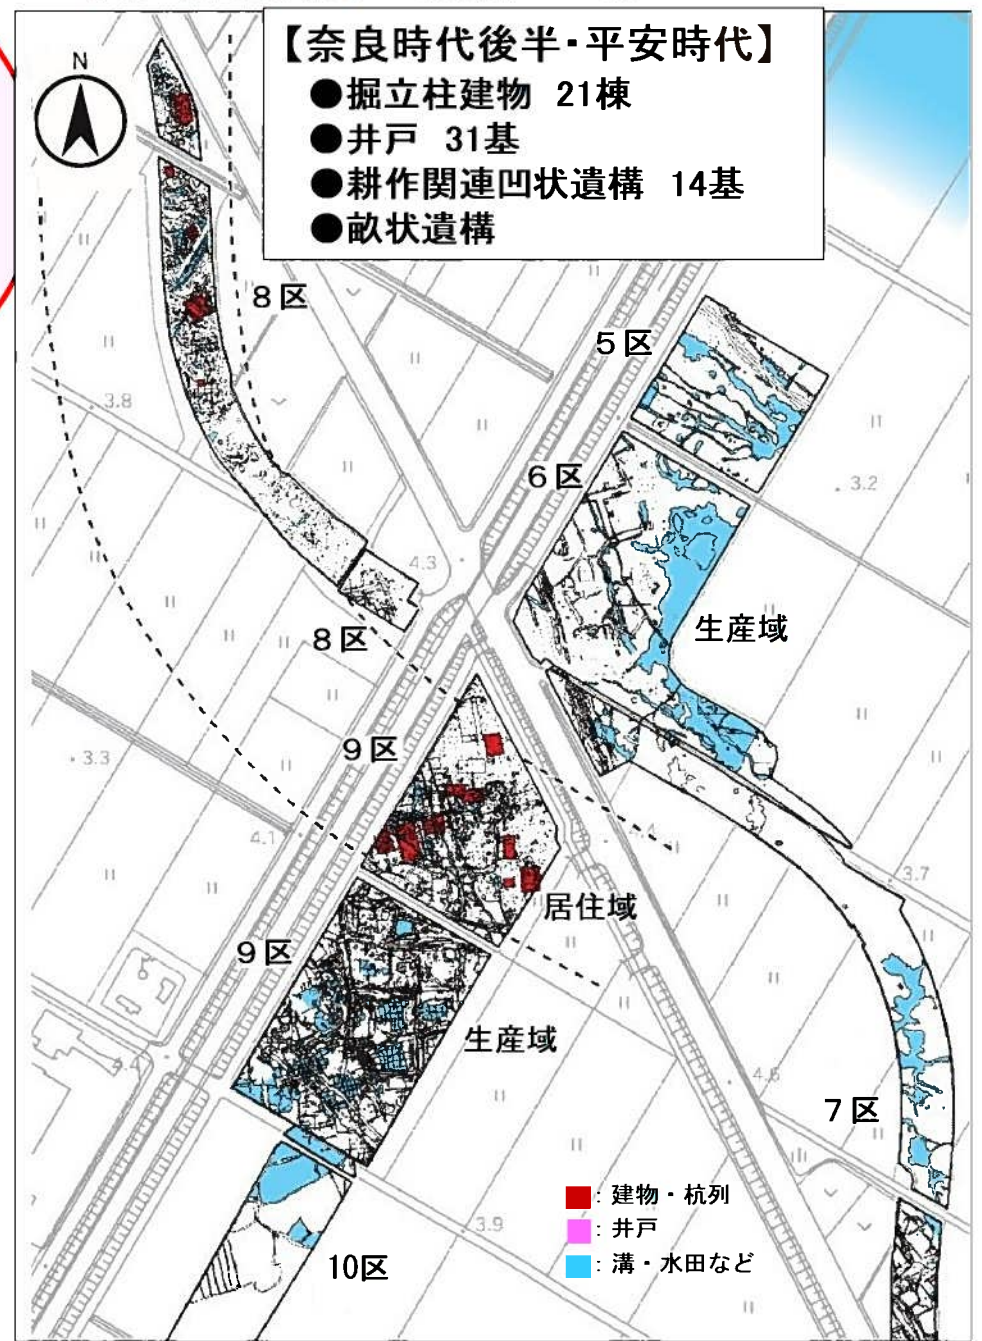 【奈良時代後半・平安時代】
●掘立柱建物 21棟
●井戸 31基
●耕作関連凹状遺構 14基
●畝状遺構
N
8区
5区
3.8
6区
3.2
4.3
生産域
8区
9区
3.3
4.1
3.7
居住域
9区
生産域
4.4
4.6
7区
建物・杭列
3.9
: 井戸
: 溝・水田など
10区